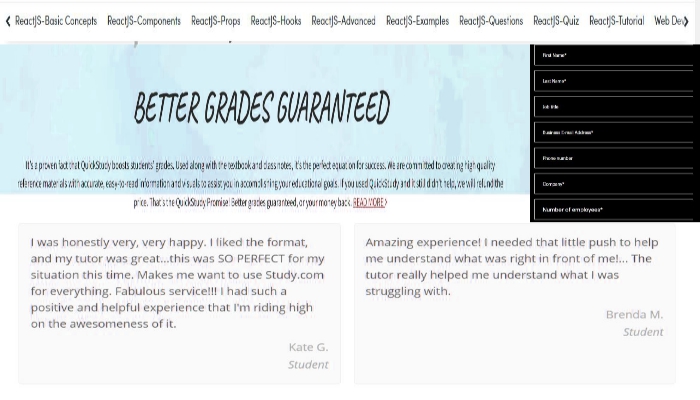 ReactJS-Basic Concepts ReactJS-Components ReactJS-Props ReactJS-Hooks ReactJS-Advanced ReactJS-Examples ReactJS-Questions ReactJS-Quiz ReactJS-Tutorial Web Dev
BETTER GRADES GUARANTEED
It's a proven fact that QuickStudy boosts students' grades. Used along with the textbook and class notes, it's the perfect equation for success. We are committed to creating high quality
reference materials with accurate, easy-to-read information and visuals to assist you in accomplishing your educational goals. If you used QuickStudy and it still didn't help, we will refund the
price. That's the QuickStudy Promise! Better grades guaranteed, or your money back. READ MORE >
First Name*
Last Name*
Job title
Business Email Address*
Phone number
Company*
Number of employees*
I was honestly very, very happy. I liked the format,
and my tutor was great...this was SO PERFECT for my
situation this time. Makes me want to use Study.com
for everything. Fabulous service!!! I had such a
positive and helpful experience that I'm riding high
on the awesomeness of it.
Kate G.
Student
Amazing experience! I needed that little push to help
me understand what was right in front of me!... The
tutor really helped me understand what I was
struggling with.
Brenda M.
Student